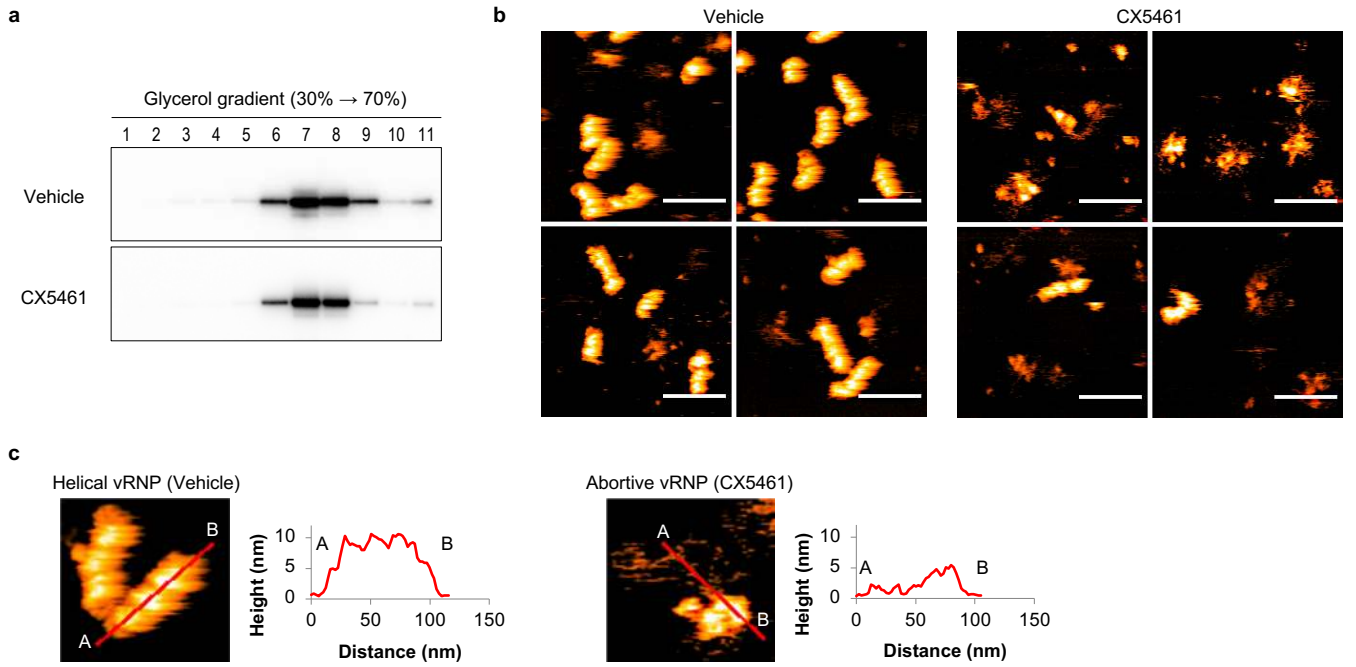 a
Glycerol gradient (30% → 70%)
1 2 3 4 5 6 7 8 9 10 11
Vehicle
CX5461
b
Vehicle CX5461
c
Helical vRNP (Vehicle)
B
A
Height (nm)
10
5
0
A B
0 50 100 150
Distance (nm)
Abortive vRNP (CX5461)
A
B
Height (nm)
10
5
0
A B
0 50 100 150
Distance (nm)